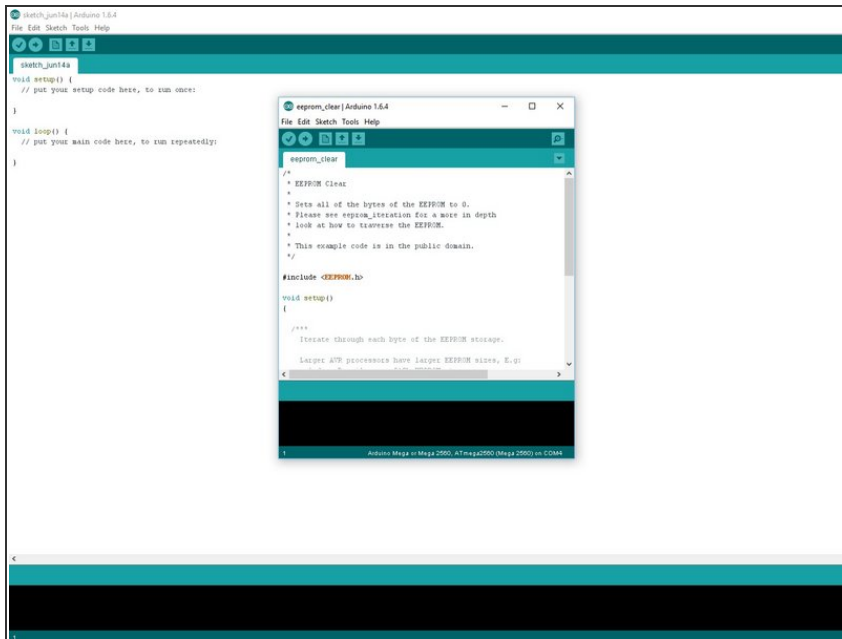 sketch_jun14a | Arduino 1.6.4
File Edit Sketch Tools Help
sketch_jun14a
void setup() {
// put your setup code here, to run once:
}
void loop() {
// put your main code here, to run repeatedly:
}
eeprom_clear | Arduino 1.6.4
File Edit Sketch Tools Help
eeprom_clear
/*
* EEPROM Clear
*
* Sets all of the bytes of the EEPROM to 0.
* Please see eeprom_iteration for a more in depth
* look at how to traverse the EEPROM.
*
* This example code is in the public domain.
*/
#include <EEPROM.h>
void setup()
{
/***
Iterate through each byte of the EEPROM storage.
Larger AVR processors have larger EEPROM sizes, E.g:
1 Arduino Mega or Mega 2560, ATmega2560 (Mega 2560) on COM4
1